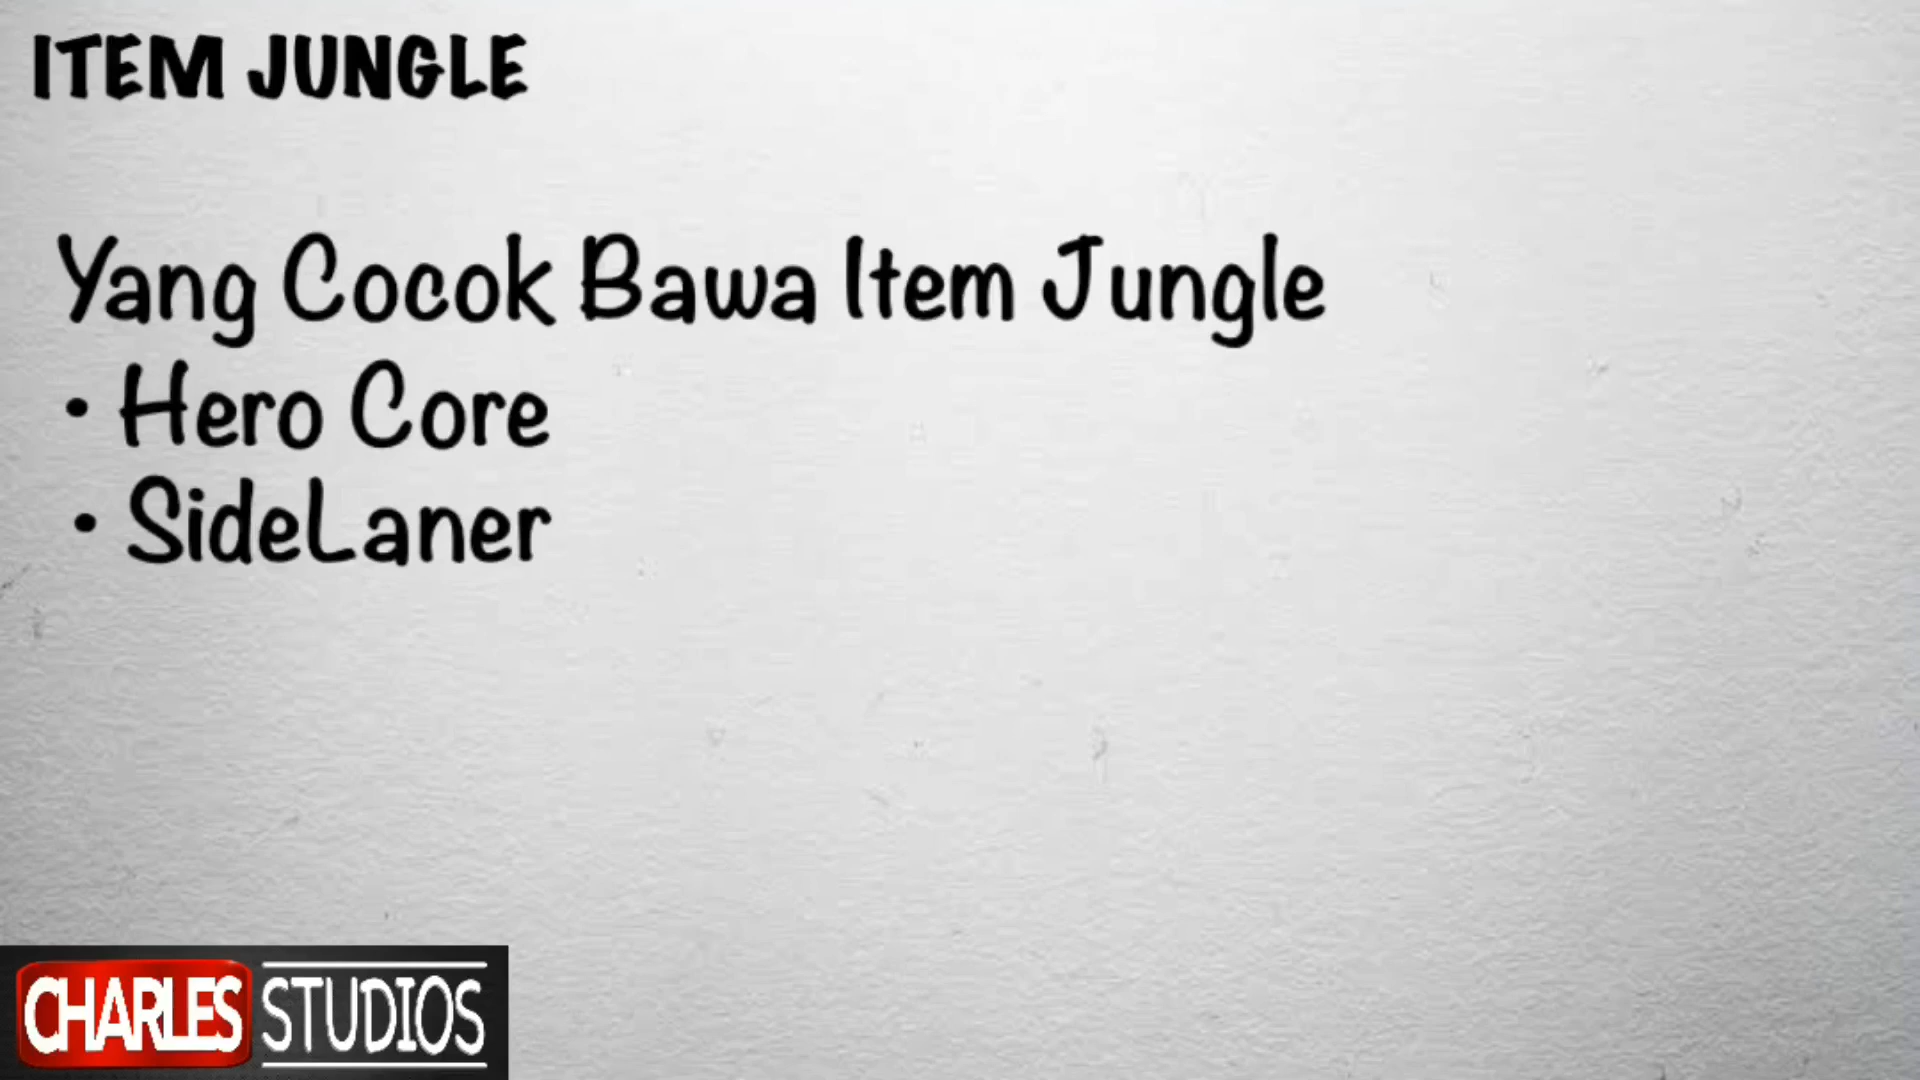 ITEM JUNGLE
Yang Cocok Bawa Item Jungle
• Hero Core
• SideLaner
CHARLES STUDIOS